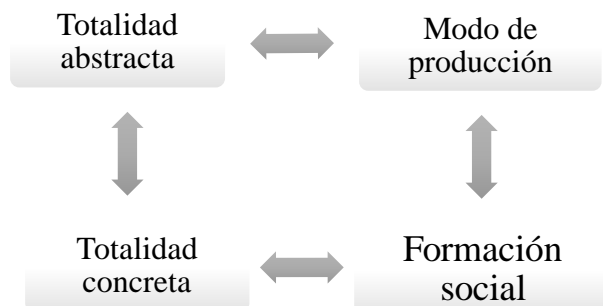 Totalidad
abstracta
Modo de
producción
Totalidad
concreta
Formación
social